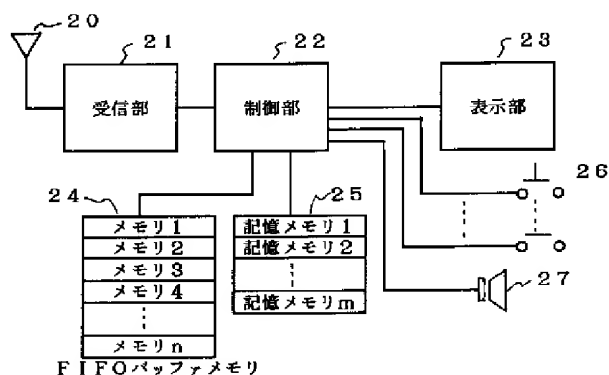 20
21
22
23
受信部
制御部
表示部
24
25
26
メモリ1
メモリ2
メモリ3
メモリ4
メモリn
記憶メモリ1
記憶メモリ2
記憶メモリm
27
FIFOバッファメモリ